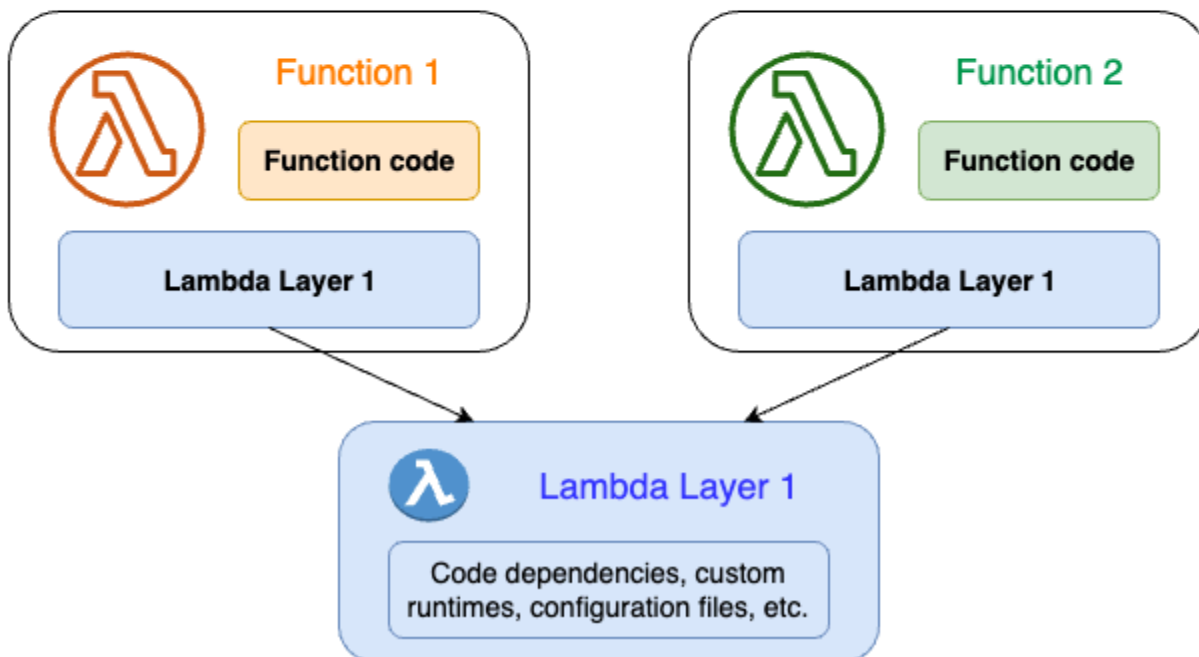 Function 1
Function code
Lambda Layer 1
Function 2
Function code
Lambda Layer 1
Lambda Layer 1
Code dependencies, custom
runtimes, configuration files, etc.